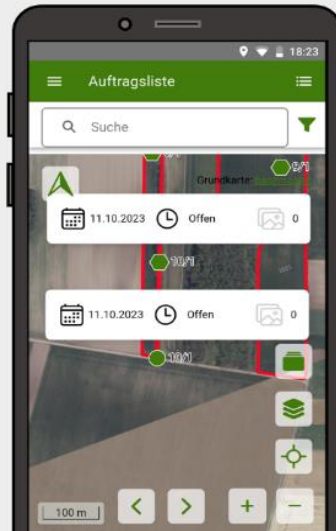 18:23
Auftragsliste
Suche
9/1
Grundkarte:
11.10.2023 Offen 0
10/1
11.10.2023 Offen 0
10/1
100 m